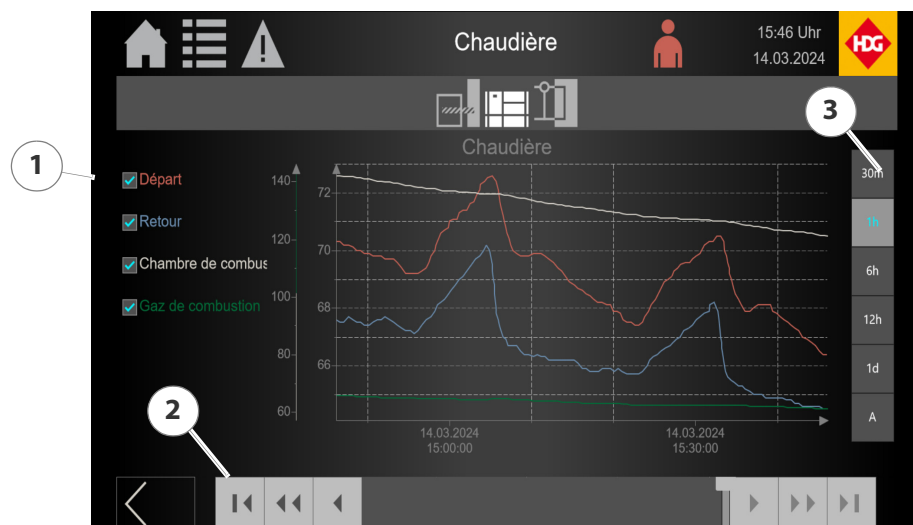 Chaudière
15:46 Uhr
14.03.2024
HDG
3
1
Chaudière
30m
Départ
140
72
Retour
1h
120
70
Chambre de combus
6h
Gaz de combustion
100
68
12h
80
66
1d
2
60
A
14.03.2024
15:00:00
14.03.2024
15:30:00